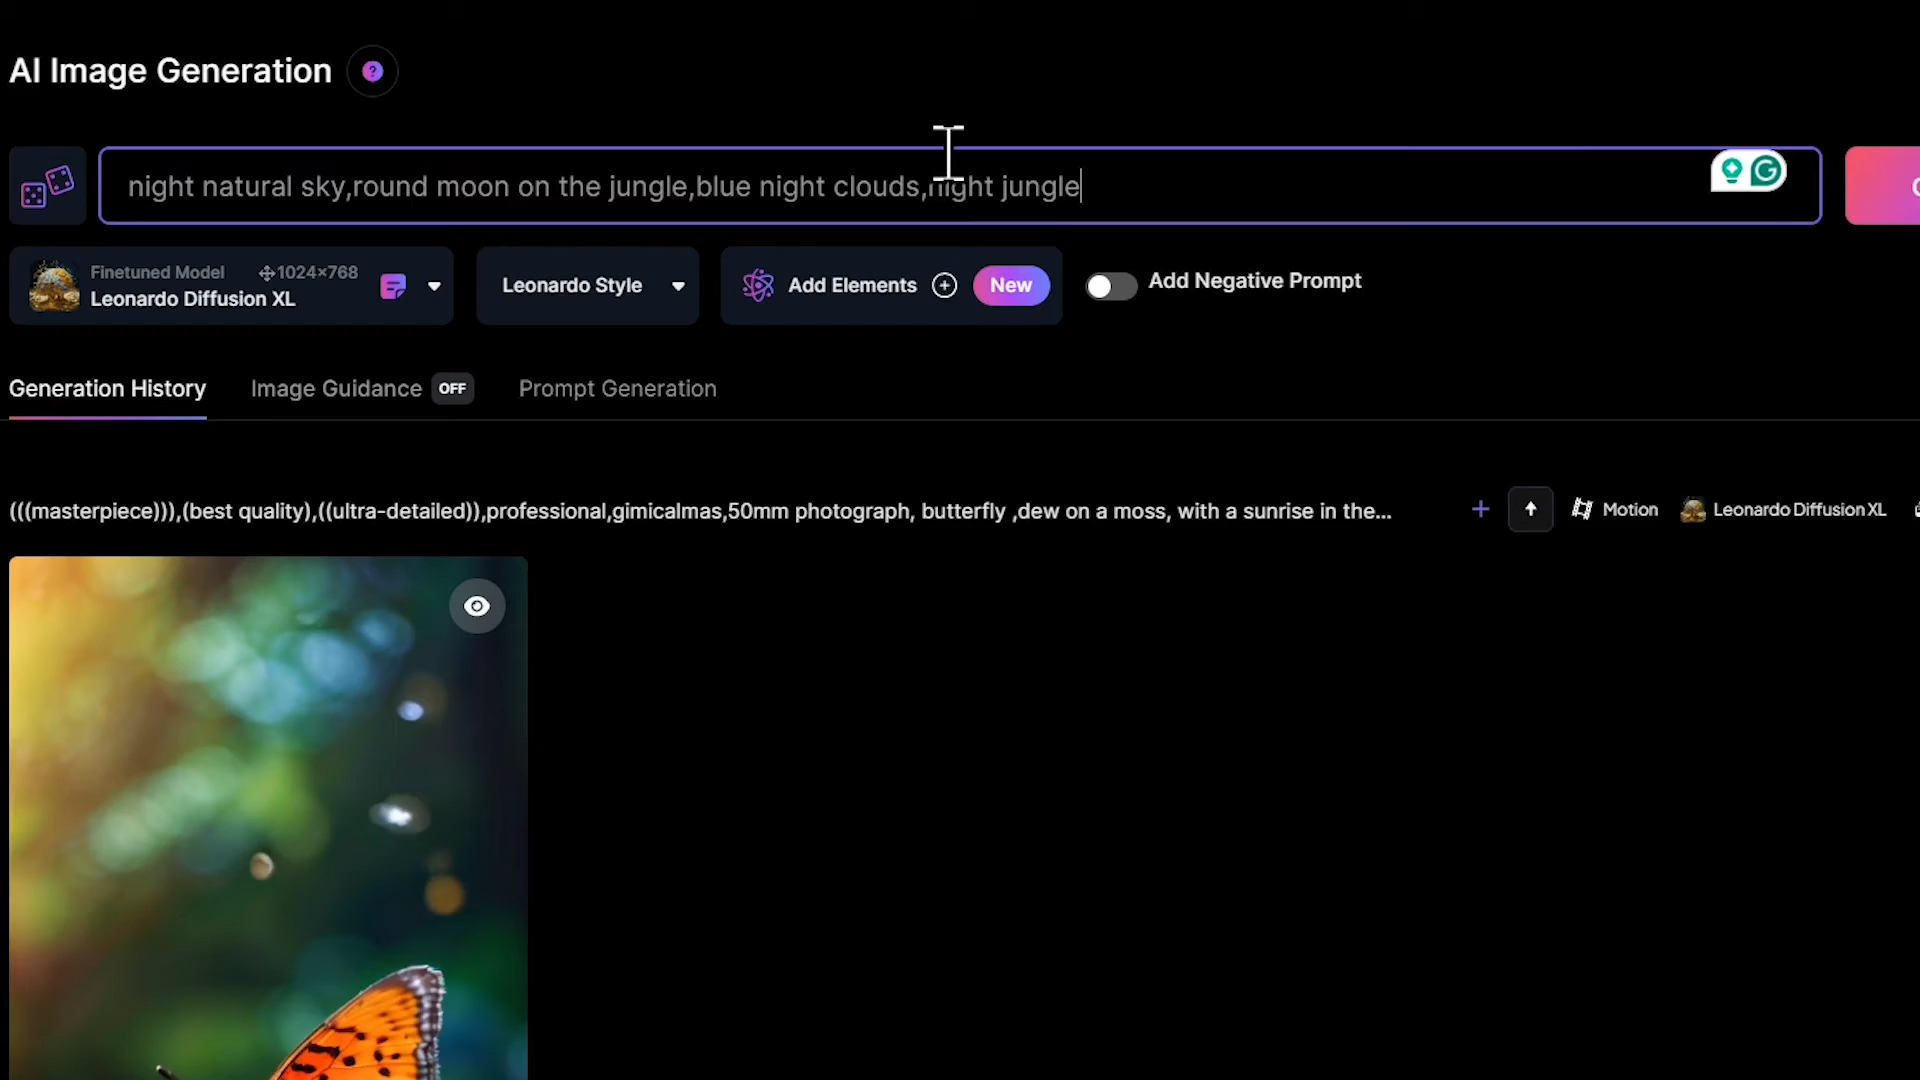 AI Image Generation ?
night natural sky,round moon on the jungle,blue night clouds,night jungle
Finetuned Model 1024×768
Leonardo Diffusion XL
Leonardo Style
Add Elements
New
Add Negative Prompt
Generation History
Image Guidance OFF
Prompt Generation
(((masterpiece))),(best quality),((ultra-detailed)),professional,gimicalmas,50mm photograph, butterfly ,dew on a moss, with a sunrise in the...
Motion
Leonardo Diffusion XL